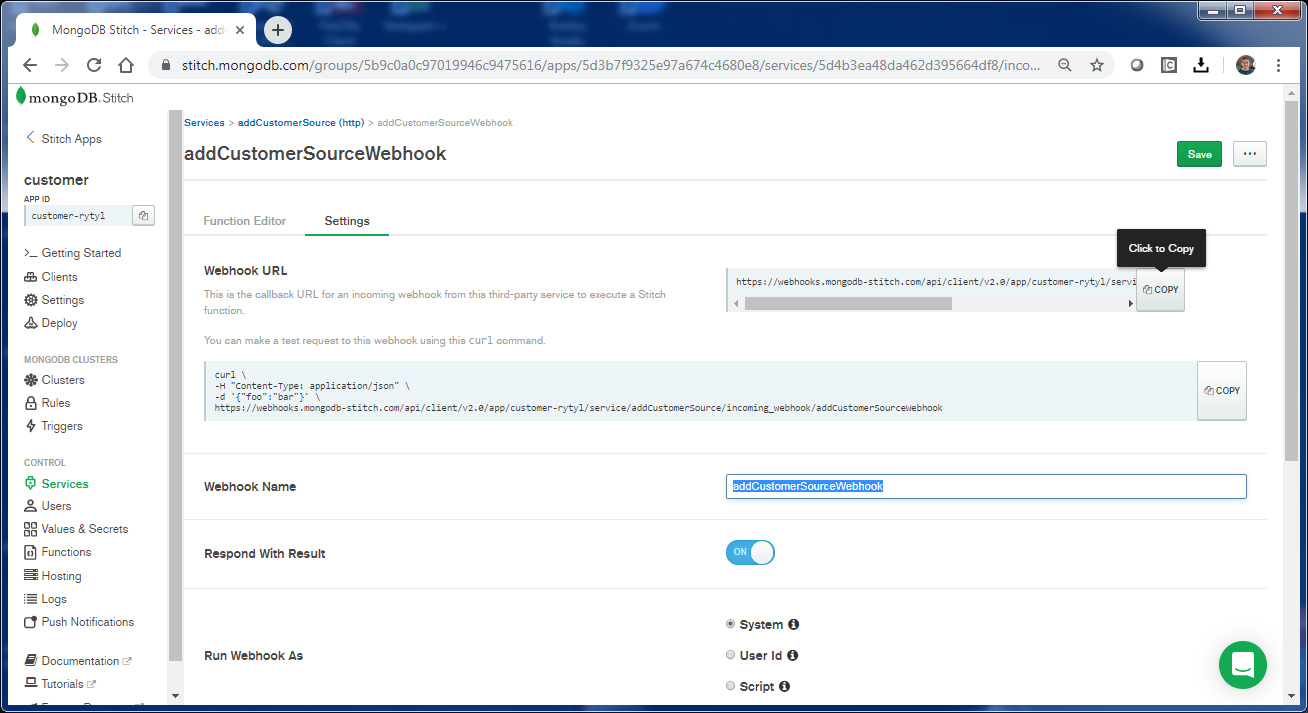 MongoDB Stitch - Services - add
stitch.mongodb.com/groups/5b9c0a0c97019946c9475616/apps/5d3b7f9325e97a674c4680e8/services/5d4b3ea48da462d395664df8/inco...
mongoDB.Stitch
Stitch Apps
customer
APP ID
customer-rytyl
>_ Getting Started
Clients
Settings
Deploy
MONGODB CLUSTERS
Clusters
Rules
Triggers
CONTROL
Services
Users
Values & Secrets
Functions
Hosting
Logs
Push Notifications
Documentation
Tutorials
Services > addCustomerSource (http) > addCustomerSourceWebhook
addCustomerSourceWebhook
Save
...
Function Editor
Settings
Click to Copy
Webhook URL
This is the callback URL for an incoming webhook from this third-party service to execute a Stitch
function.
https://webhooks.mongodb-stitch.com/api/client/v2.0/app/customer-rytyl/servi
COPY
You can make a test request to this webhook using this curl command.
curl \
-H "Content-Type: application/json" \
-d '{"foo":"bar"}' \
https://webhooks.mongodb-stitch.com/api/client/v2.0/app/customer-rytyl/service/addCustomerSource/incoming_webhook/addCustomerSourceWebhook
COPY
Webhook Name
addCustomerSourceWebhook
Respond With Result
ON
Run Webhook As
System
User Id
Script